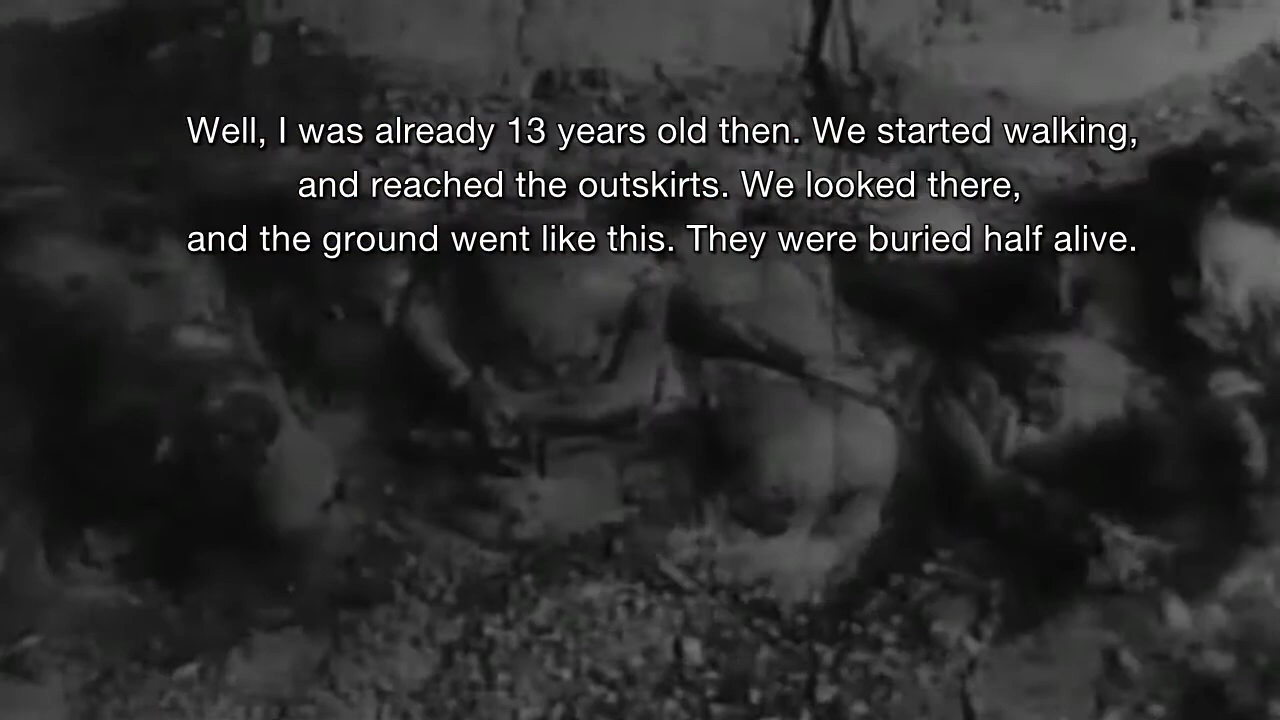 Well, I was already 13 years old then. We started walking,
and reached the outskirts. We looked there,
and the ground went like this. They were buried half alive.